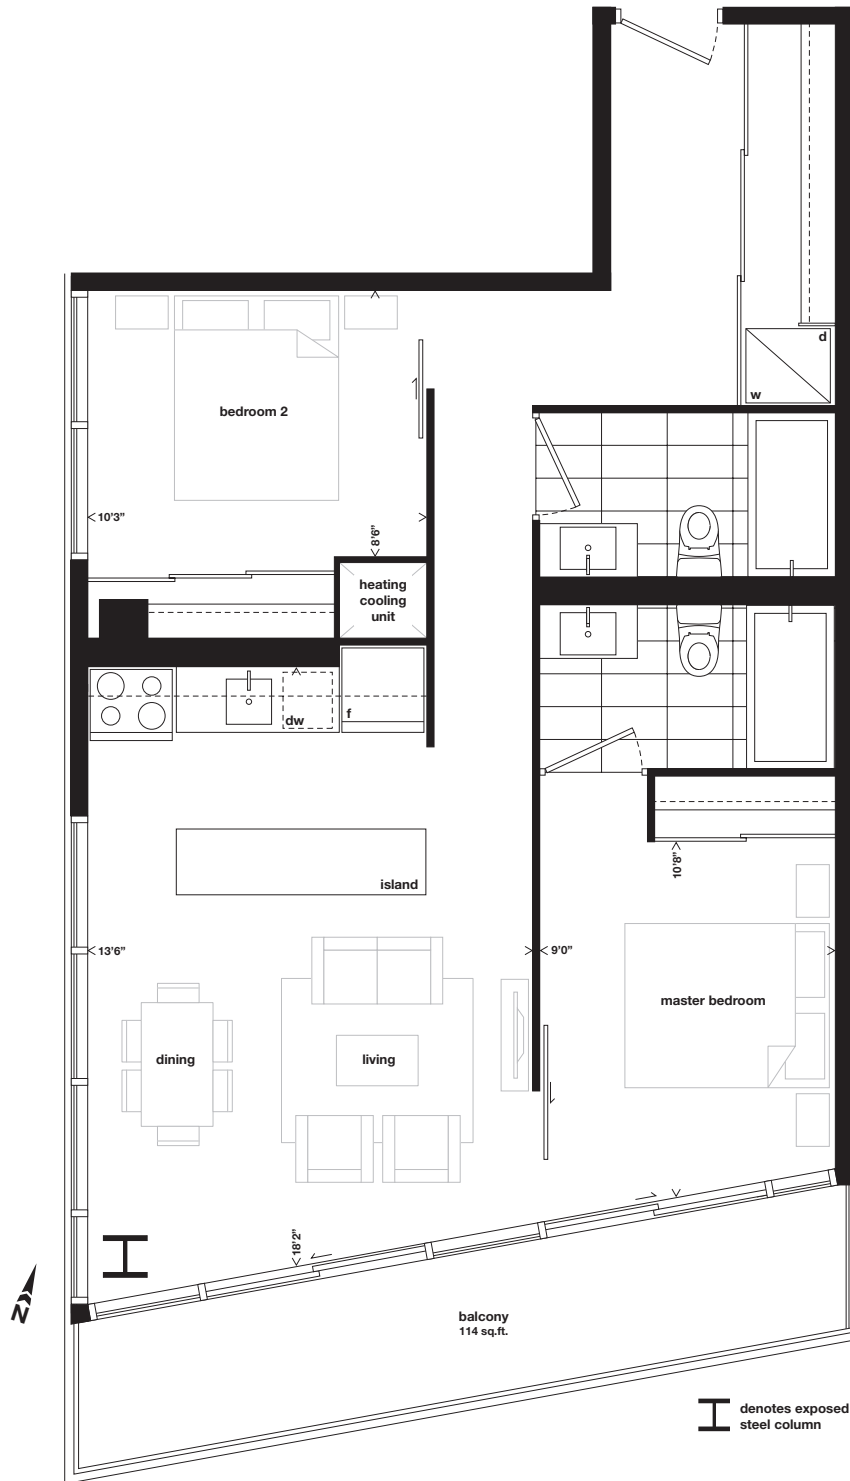 d
w
bedroom 2
10'3"
8'6"
heating
cooling
unit
dw
f
island
10'8"
13'6"
9'0"
master bedroom
dining
living
18'2"
N
balcony
114 sq.ft.
denotes exposed
steel column